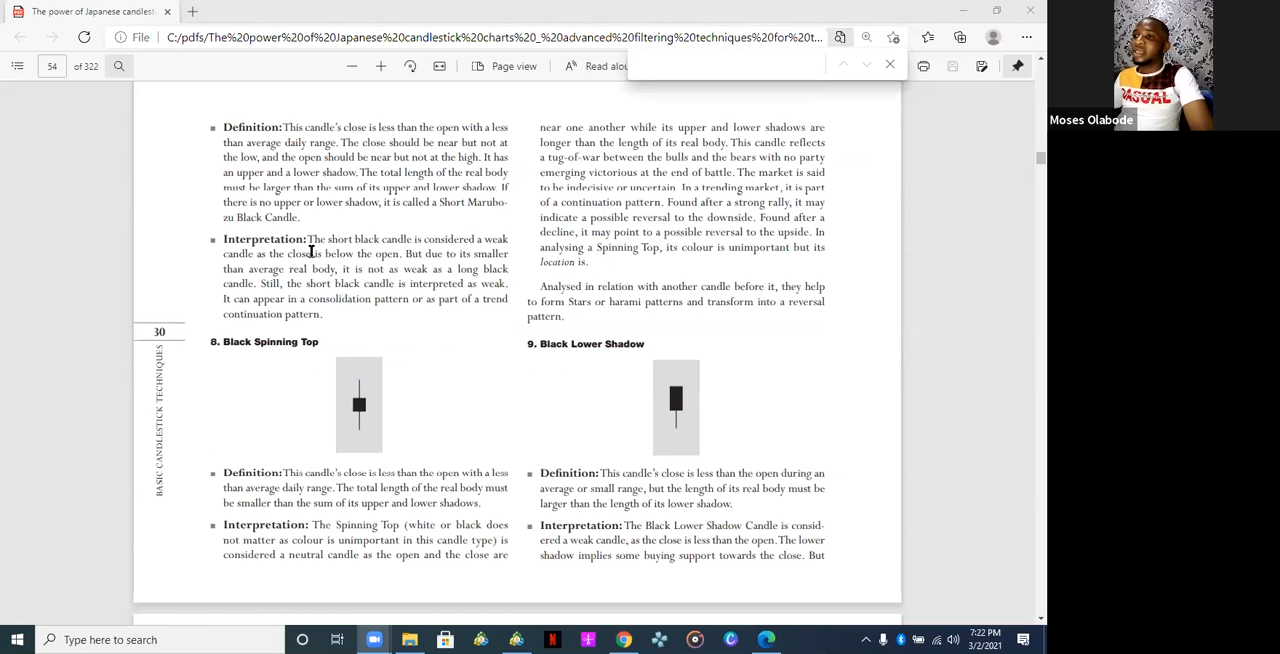 The power of Japanese candlest
File
C:/pdfs/The%20power%20of%20Japanese%20candlestick%20charts%20_%20advanced%20filtering%20techniques%20for%20t...
54
of 322
Page view
Read alou
Definition: This candle's close is less than the open with a less
than average daily range. The close should be near but not at
the low, and the open should be near but not at the high. It has
an upper and a lower shadow. The total length of the real body
must be larger than the sum of its upper and lower shadow. If
there is no upper or lower shadow, it is called a Short Marubo-
zu Black Candle.
Interpretation: The short black candle is considered a weak
candle as the close is below the open. But due to its smaller
than average real body, it is not as weak as a long black
candle. Still, the short black candle is interpreted as weak.
It can appear in a consolidation pattern or as part of a trend
continuation pattern.
30
BASIC CANDLESTICK TECHNIQUES
8. Black Spinning Top
Definition: This candle's close is less than the open with a less
than average daily range. The total length of the real body must
be smaller than the sum of its upper and lower shadows.
Interpretation: The Spinning Top (white or black does
not matter as colour is unimportant in this candle type) is
considered a neutral candle as the open and the close are
near one another while its upper and lower shadows are
longer than the length of its real body. This candle reflects
a tug-of-war between the bulls and the bears with no party
emerging victorious at the end of battle. The market is said
to be indecisive or uncertain. In a trending market, it is part
of a continuation pattern. Found after a strong rally, it may
indicate a possible reversal to the downside. Found after a
decline, it may point to a possible reversal to the upside. In
analysing a Spinning Top, its colour is unimportant but its
location is.
Analysed in relation with another candle before it, they help
to form Stars or harami patterns and transform into a reversal
pattern.
9. Black Lower Shadow
Definition: This candle's close is less than the open during an
average or small range, but the length of its real body must be
larger than the length of its lower shadow.
Interpretation: The Black Lower Shadow Candle is consid-
ered a weak candle, as the close is less than the open. The lower
shadow implies some buying support towards the close. But
Moses Olabode
Type here to search
7:22 PM
3/2/2021